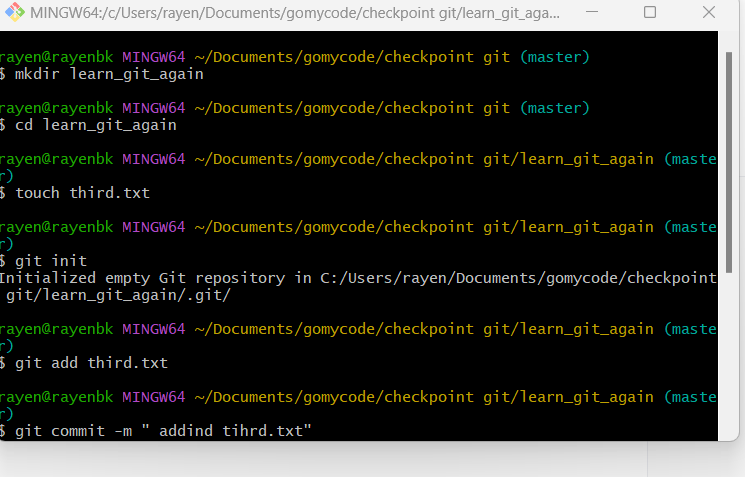 MINGW64:/c/Users/rayen/Documents/gomycode/checkpoint git/learn_git_aga...
rayen@rayenbk MINGW64 ~/Documents/gomycode/checkpoint git (master)
$ mkdir learn_git_again
rayen@rayenbk MINGW64 ~/Documents/gomycode/checkpoint git (master)
$ cd learn_git_again
rayen@rayenbk MINGW64 ~/Documents/gomycode/checkpoint git/learn_git_again (maste
r)
$ touch third.txt
rayen@rayenbk MINGW64 ~/Documents/gomycode/checkpoint git/learn_git_again (maste
r)
$ git init
Initialized empty Git repository in C:/Users/rayen/Documents/gomycode/checkpoint
git/learn_git_again/.git/
rayen@rayenbk MINGW64 ~/Documents/gomycode/checkpoint git/learn_git_again (maste
r)
$ git add third.txt
rayen@rayenbk MINGW64 ~/Documents/gomycode/checkpoint git/learn_git_again (maste
r)
$ git commit -m " addind tihrd.txt"